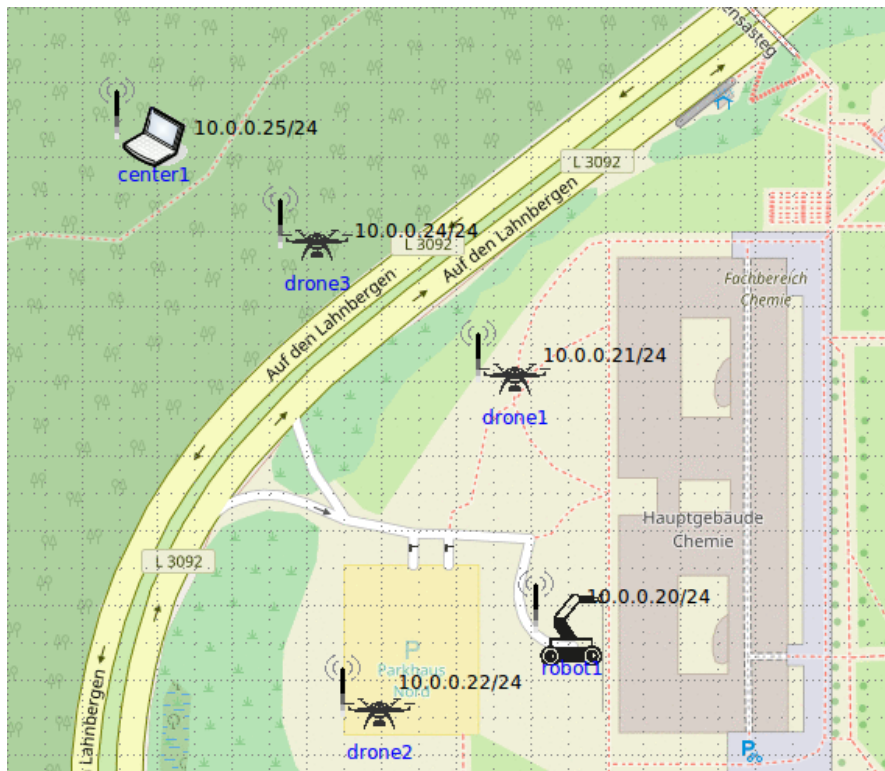 ensasteg
10.0.0.25/24
center1
L 3092
10.0.0.24/24
L 3092
Auf den Lahnbergen
drone3
Auf den Lahnbergen
Fachbereich
Chemie
10.0.0.21/24
drone1
Hauptgebäude
Chemie
L 3092
10.0.0.20/24
robot1
P
Parkhaus
Nord
10.0.0.22/24
Lahnbergen
drone2
P